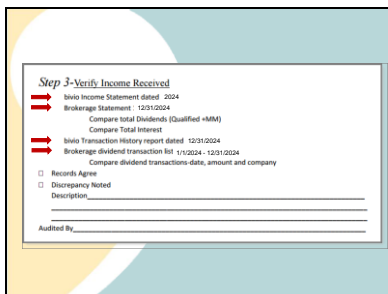 Step 3-Verify Income Received
bivio Income Statement dated 2024
Brokerage Statement : 12/31/2024
Compare total Dividends (Qualified +MM)
Compare Total Interest
bivio Transaction History report dated 12/31/2024
Brokerage dividend transaction list 1/1/2024 - 12/31/2024
Compare dividend transactions-date, amount and company
□ Records Agree
□ Discrepancy Noted
Description
Audited By